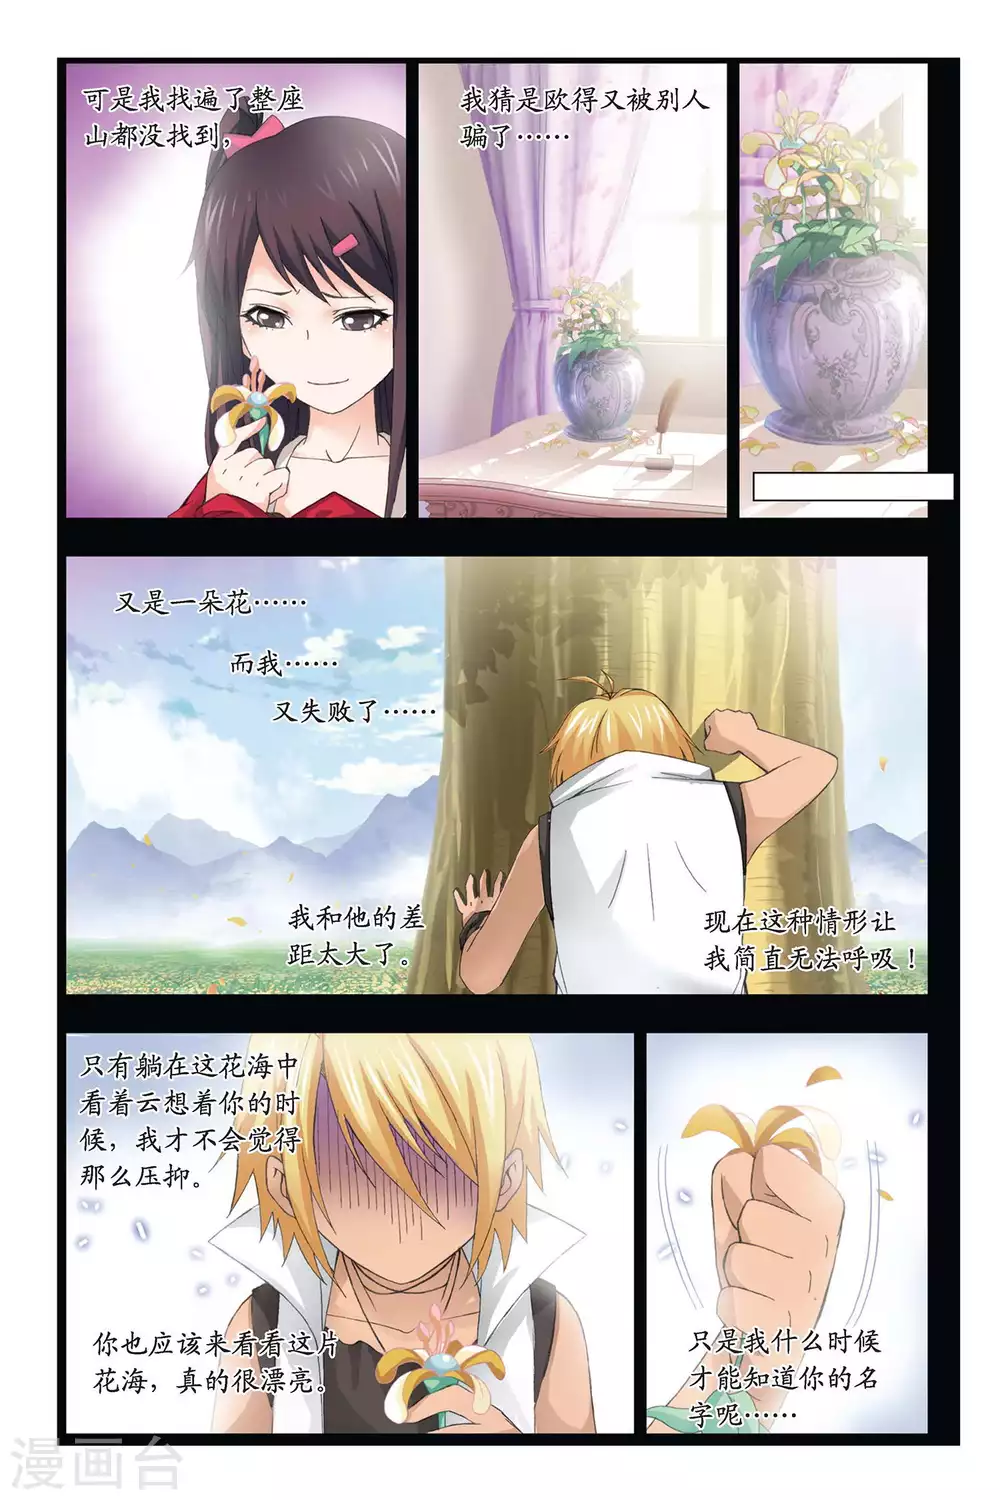 可是我找遍了整座
山都没找到，
我猜是欧得又被别人
骗了……
又是一朵花……
而我……
又失败了……
我和他的差
距太大了。
现在这种情形让
我简直无法呼吸！
只有躺在这花海中
看着云想着你的时
候，我才不会觉得
那么压抑。
你也应该来看看这片
花海，真的很漂亮。
只是我什么时候
才能知道你的名
字呢……
漫画台